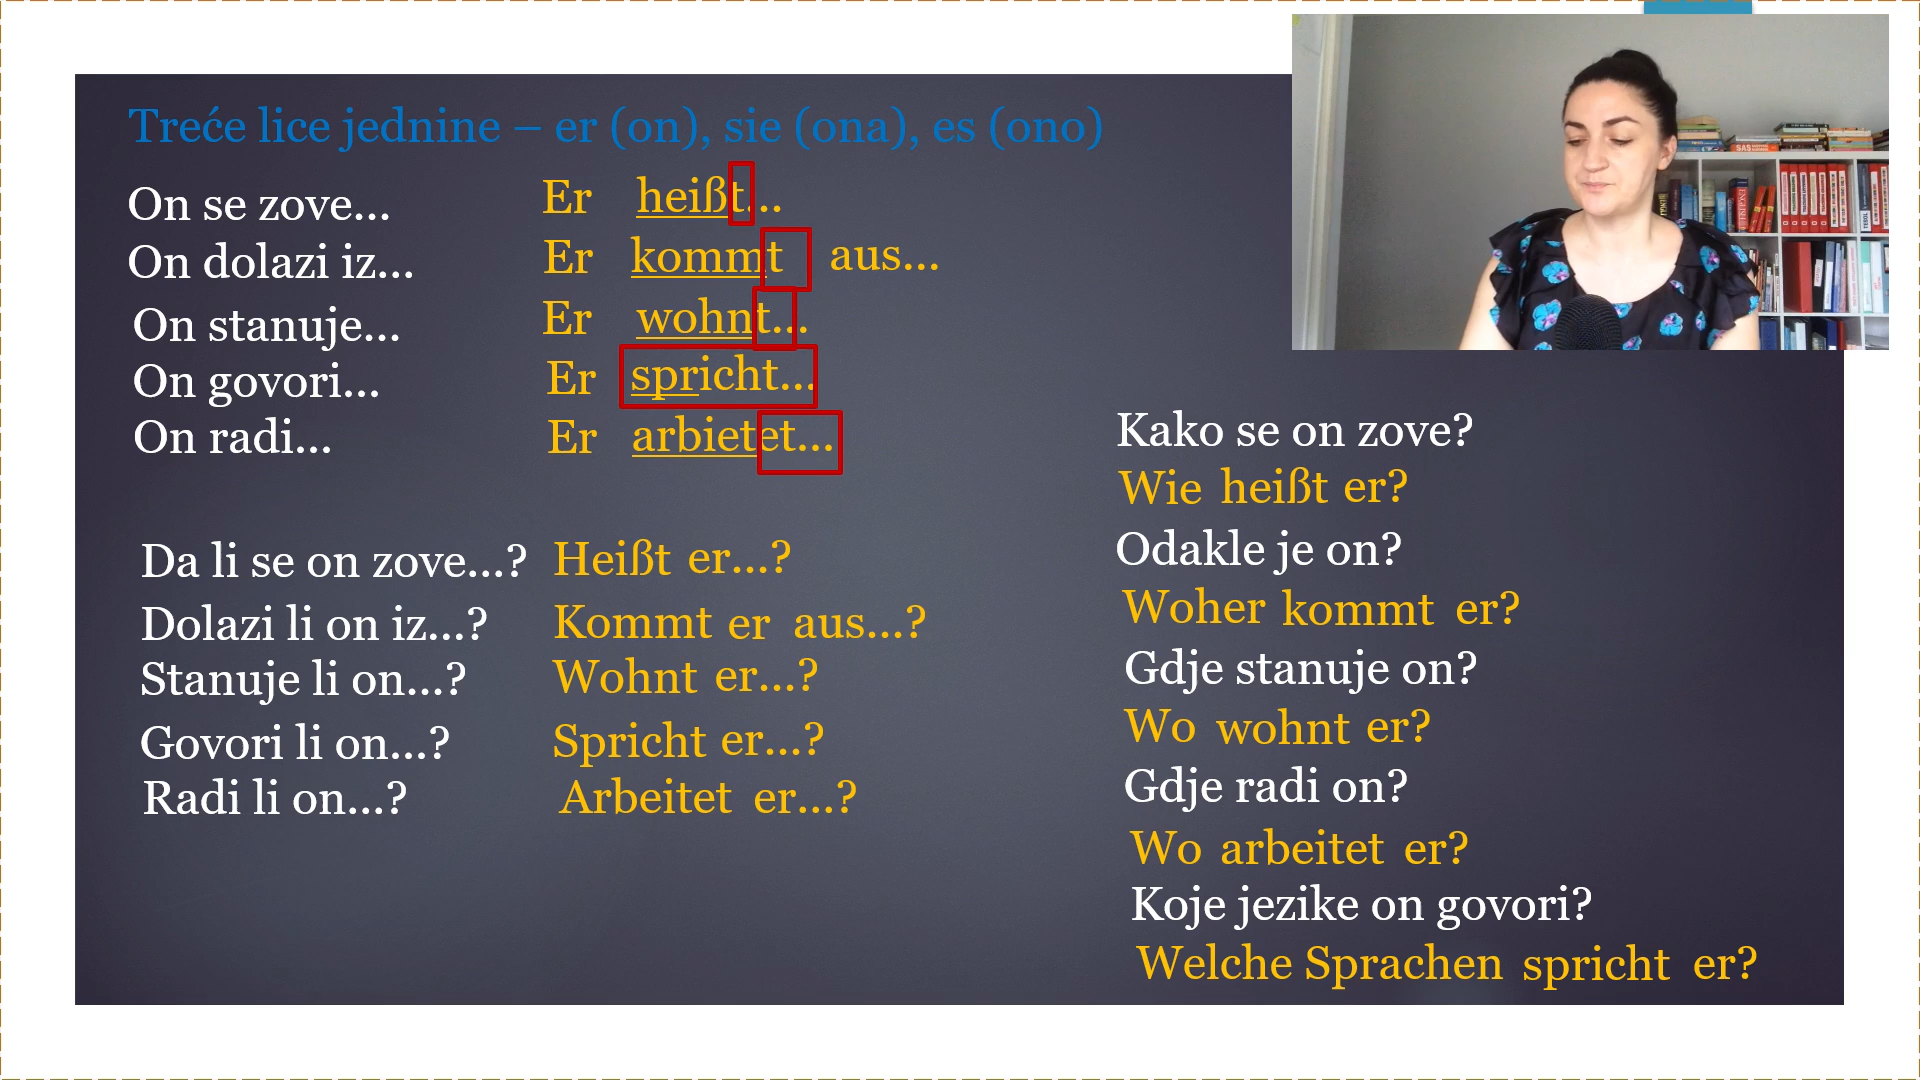 Treće lice jednine – er (on), sie (ona), es (ono)
On se zove... Er heißt...
On dolazi iz... Er kommt aus...
On stanuje... Er wohnt...
On govori... Er spricht...
On radi... Er arbietet...
Da li se on zove...? Heißt er...?
Dolazi li on iz...? Kommt er aus...?
Stanuje li on...? Wohnt er...?
Govori li on...? Spricht er...?
Radi li on...? Arbeitet er...?
Kako se on zove?
Wie heißt er?
Odakle je on?
Woher kommt er?
Gdje stanuje on?
Wo wohnt er?
Gdje radi on?
Wo arbeitet er?
Koje jezike on govori?
Welche Sprachen spricht er?
SAS
ENGLISH